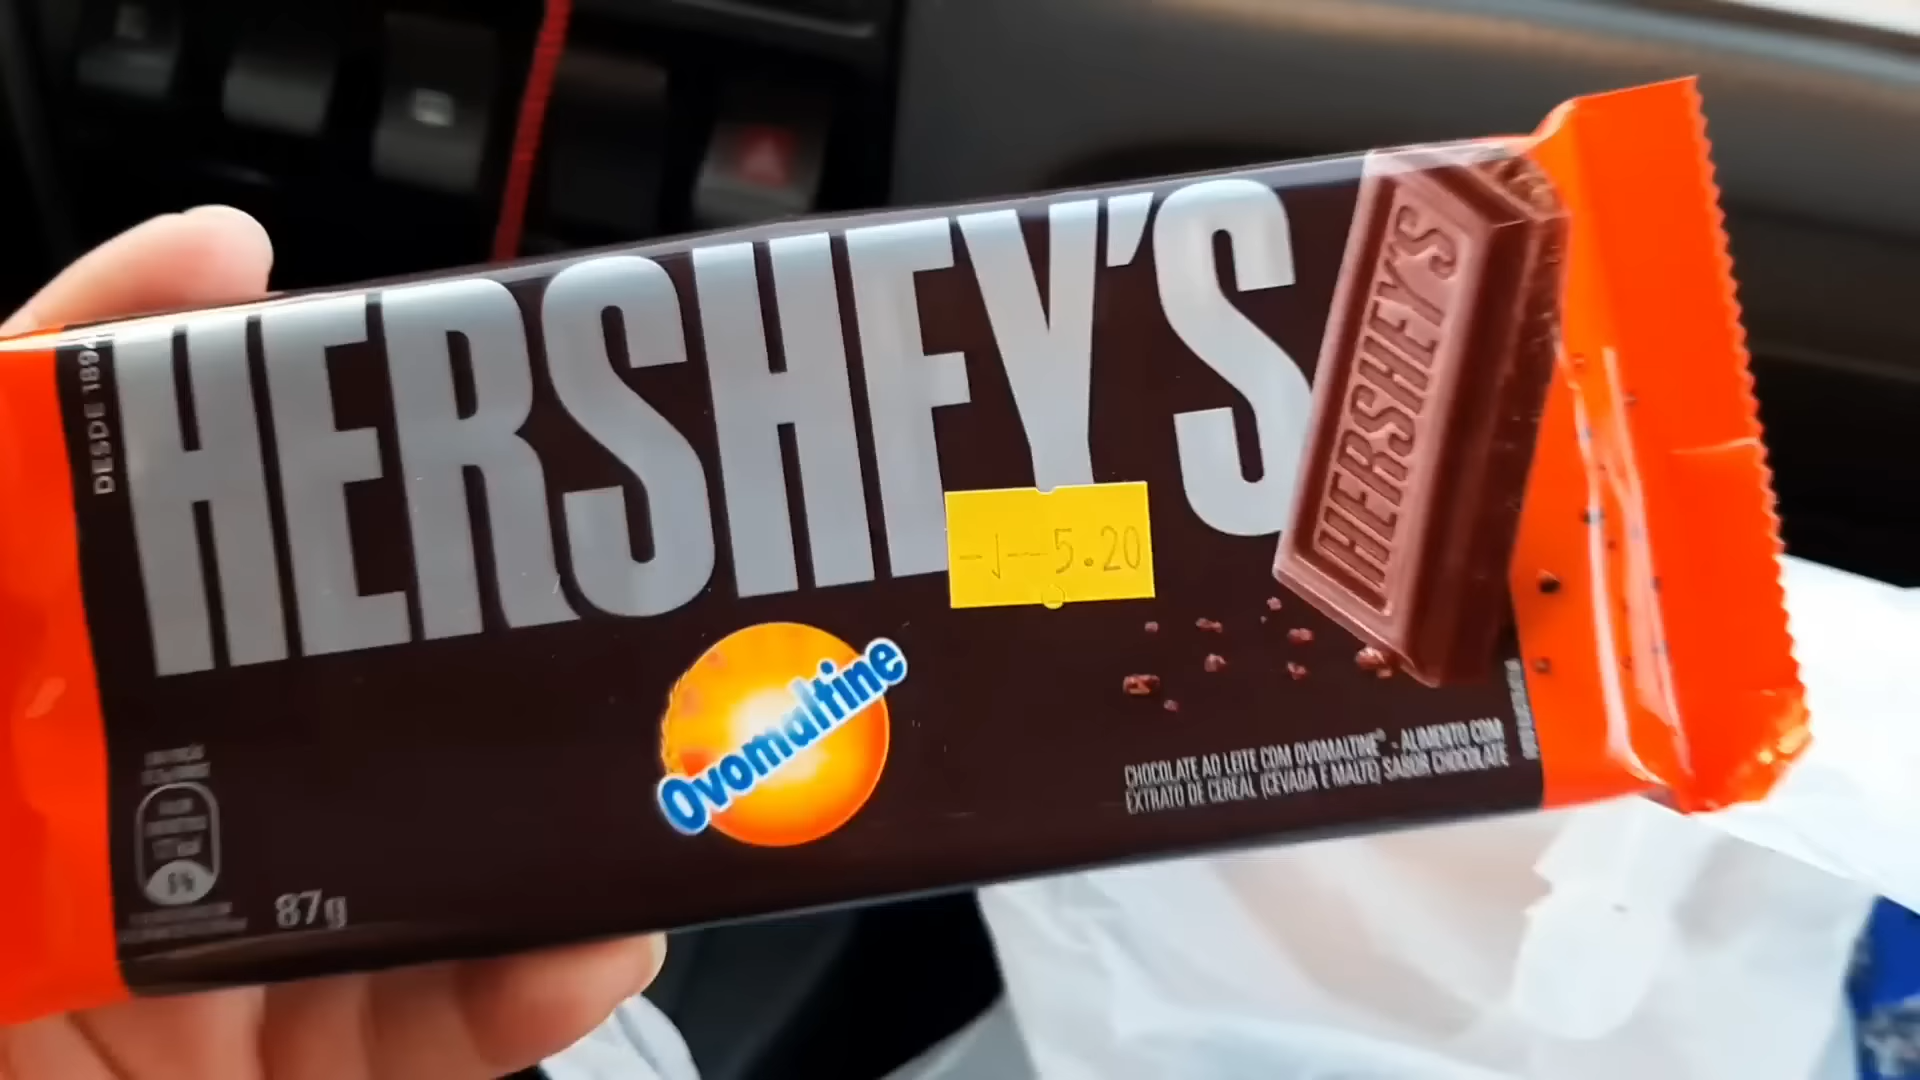 DESDE 1894
HERSHEY'S
HERSHEY'S
5.20
Ovomaltine
CHOCOLATE AO LEITE COM OVOMALTINE® - ALIMENTO COM
EXTRATO DE CEREAL (CEVADA E MALTE) SABOR CHOCOLATE
87g